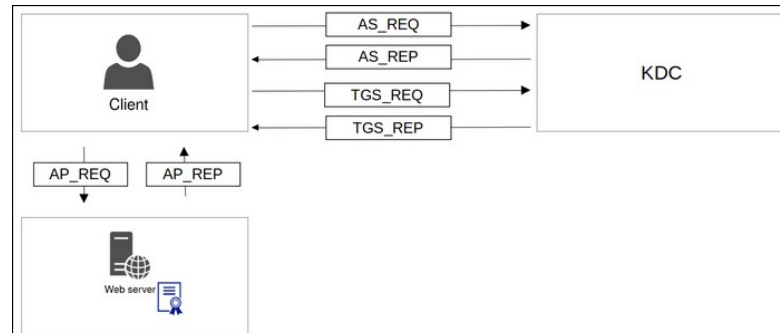 AS_REQ
AS_REP
KDC
TGS_REQ
Client
TGS_REP
AP_REQ
AP_REP
Web server